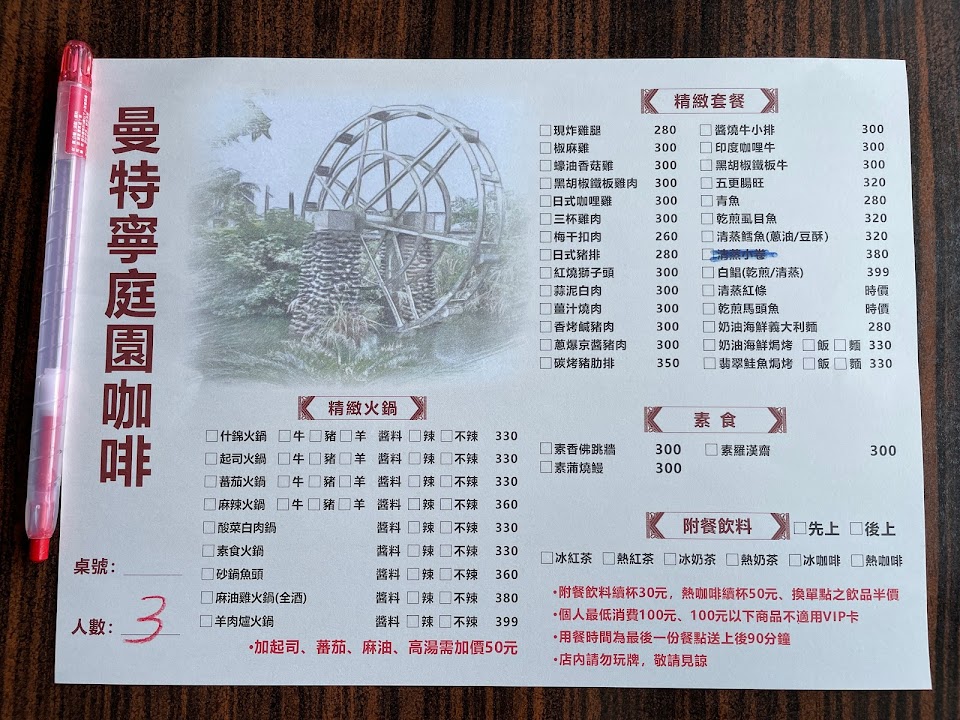 曼特寧庭園咖啡
桌號：
人數：3
精緻火鍋
□什錦火鍋 □牛□豬□羊 醬料□辣□不辣 330
□起司火鍋 □牛□豬□羊 醬料□辣□不辣 330
□蕃茄火鍋 □牛□豬□羊 醬料□辣□不辣 330
□麻辣火鍋 □牛□豬□羊 醬料□辣□不辣 360
□酸菜白肉鍋 醬料□辣□不辣 330
□素食火鍋 醬料□辣□不辣 330
□砂鍋魚頭 醬料□辣□不辣 360
□麻油雞火鍋(全酒) 醬料□辣□不辣 380
□羊肉爐火鍋 醬料□辣□不辣 399
•加起司、蕃茄、麻油、高湯需加價50元
精緻套餐
□現炸雞腿 280
□椒麻雞 300
□蠔油香菇雞 300
□黑胡椒鐵板雞肉 300
□日式咖哩雞 300
□三杯雞肉 300
□梅干扣肉 260
□日式豬排 280
□紅燒獅子頭 300
□蒜泥白肉 300
□薑汁燒肉 300
□香烤鹹豬肉 300
□蔥爆京醬豬肉 300
□碳烤豬肋排 350
□醬燒牛小排 300
□印度咖哩牛 300
□黑胡椒鐵板牛 300
□五更腸旺 320
□青魚 280
□乾煎虱目魚 320
□清蒸鱈魚(蔥油/豆酥) 320
□清蒸小卷 380
□白鯧(乾煎/清蒸) 399
□清蒸紅條 時價
□乾煎馬頭魚 時價
□奶油海鮮義大利麵 280
□奶油海鮮焗烤 □飯□麵 330
□翡翠鮭魚焗烤 □飯□麵 330
素食
□素香佛跳牆 300
□素蒲燒鰻 300
□素羅漢齋 300
附餐飲料 □先上 □後上
□冰紅茶 □熱紅茶 □冰奶茶 □熱奶茶 □冰咖啡 □熱咖啡
•附餐飲料續杯30元，熱咖啡續杯50元、換單點之飲品半價
•個人最低消費100元、100元以下商品不適用VIP卡
•用餐時間為最後一份餐點送上後90分鐘
•店內請勿玩牌，敬請見諒